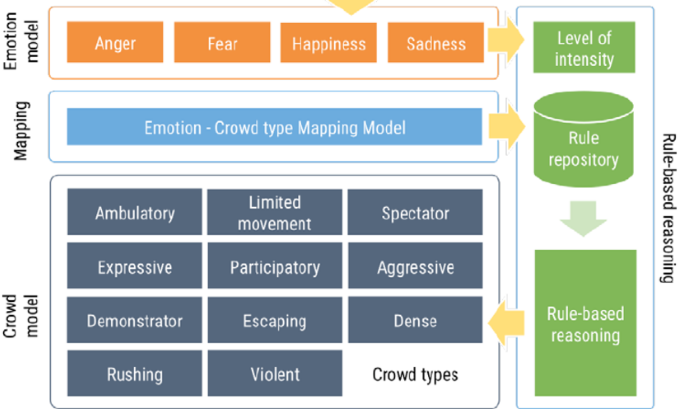 Emotion
model
Anger
Fear
Happiness
Sadness
Level of
intensity
Mapping
Emotion - Crowd type Mapping Model
Rule
repository
Rule-based reasoning
Crowd
model
Ambulatory
Limited
movement
Spectator
Expressive
Participatory
Aggressive
Demonstrator
Escaping
Dense
Rushing
Violent
Crowd types
Rule-based
reasoning